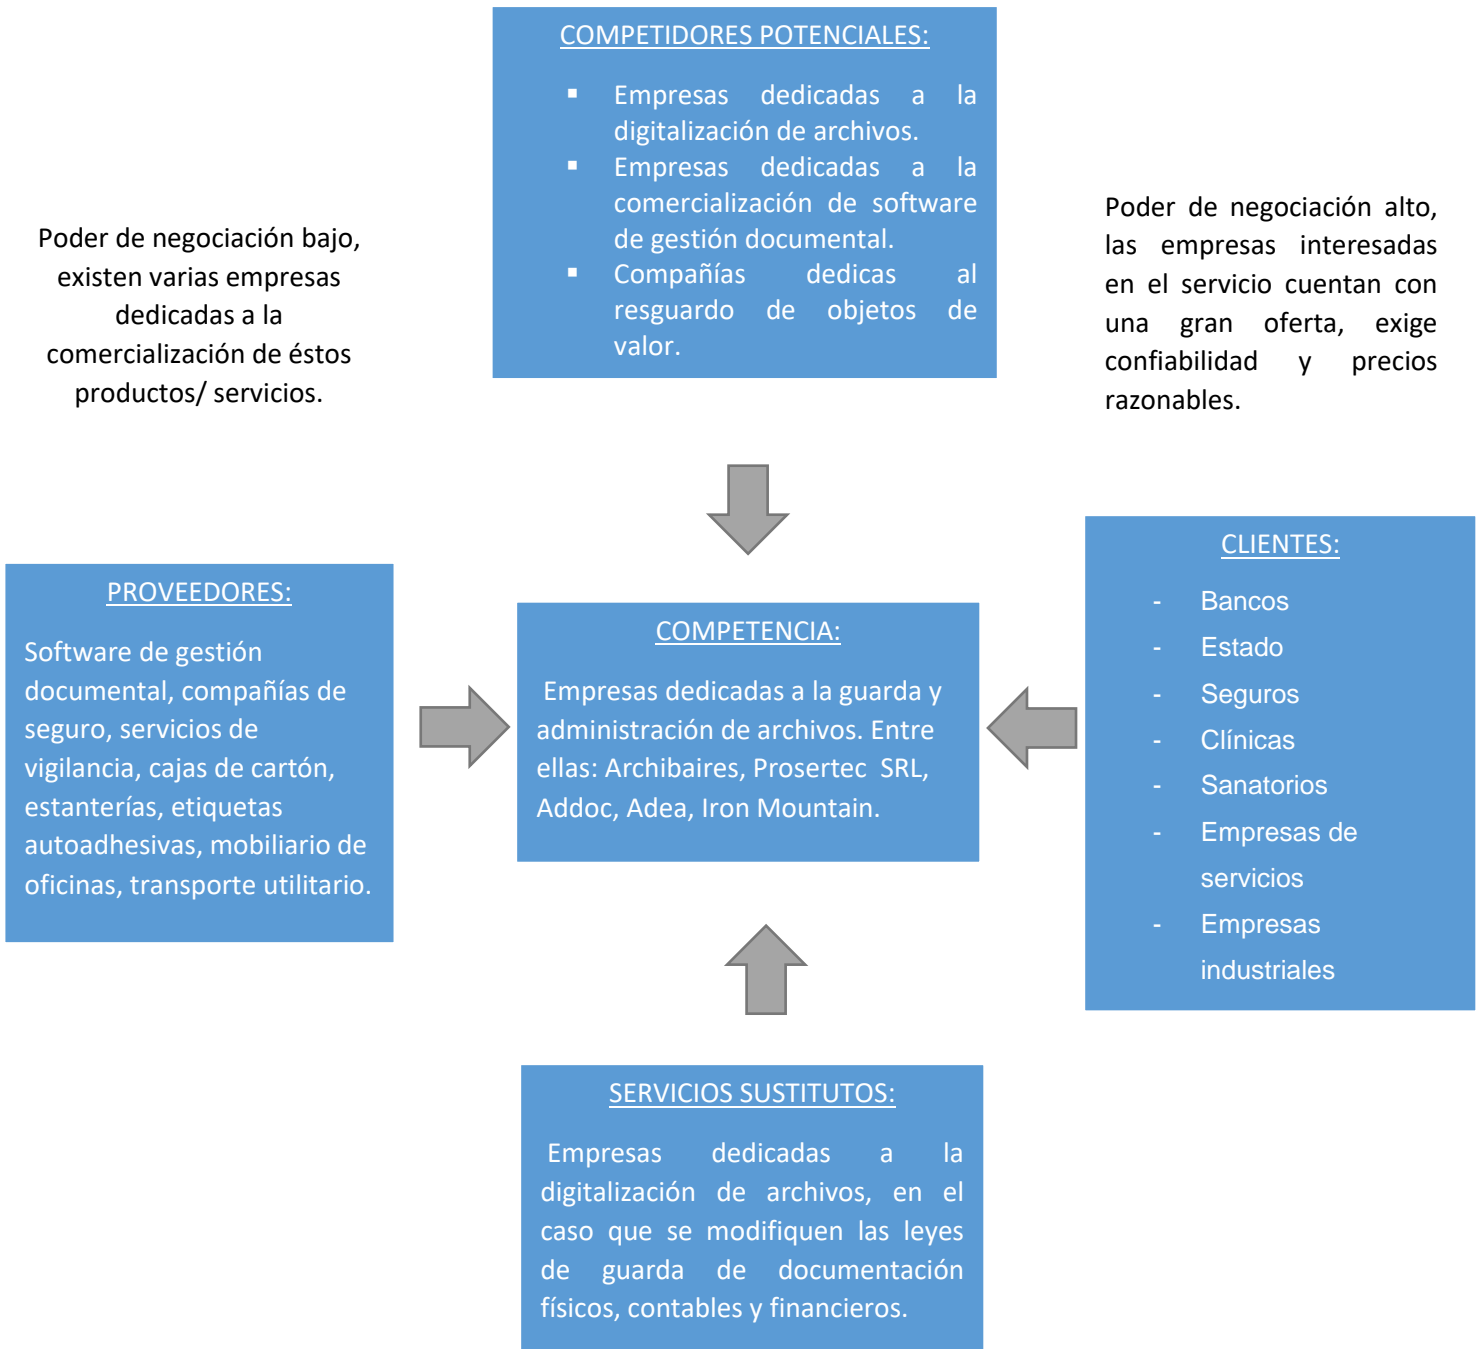 COMPETIDORES POTENCIALES:
▪ Empresas dedicadas a la
digitalización de archivos.
▪ Empresas dedicadas a la
comercialización de software
de gestión documental.
▪ Compañías dedicas al
resguardo de objetos de
valor.
Poder de negociación bajo,
existen varias empresas
dedicadas a la
comercialización de éstos
productos/ servicios.
Poder de negociación alto,
las empresas interesadas
en el servicio cuentan con
una gran oferta, exige
confiabilidad y precios
razonables.
PROVEEDORES:
Software de gestión
documental, compañías de
seguro, servicios de
vigilancia, cajas de cartón,
estanterías, etiquetas
autoadhesivas, mobiliario de
oficinas, transporte utilitario.
COMPETENCIA:
Empresas dedicadas a la guarda y
administración de archivos. Entre
ellas: Archibaires, Prosertec SRL,
Addoc, Adea, Iron Mountain.
CLIENTES:
- Bancos
- Estado
- Seguros
- Clínicas
- Sanatorios
- Empresas de
servicios
- Empresas
industriales
SERVICIOS SUSTITUTOS:
Empresas dedicadas a la
digitalización de archivos, en el
caso que se modifiquen las leyes
de guarda de documentación
físicos, contables y financieros.